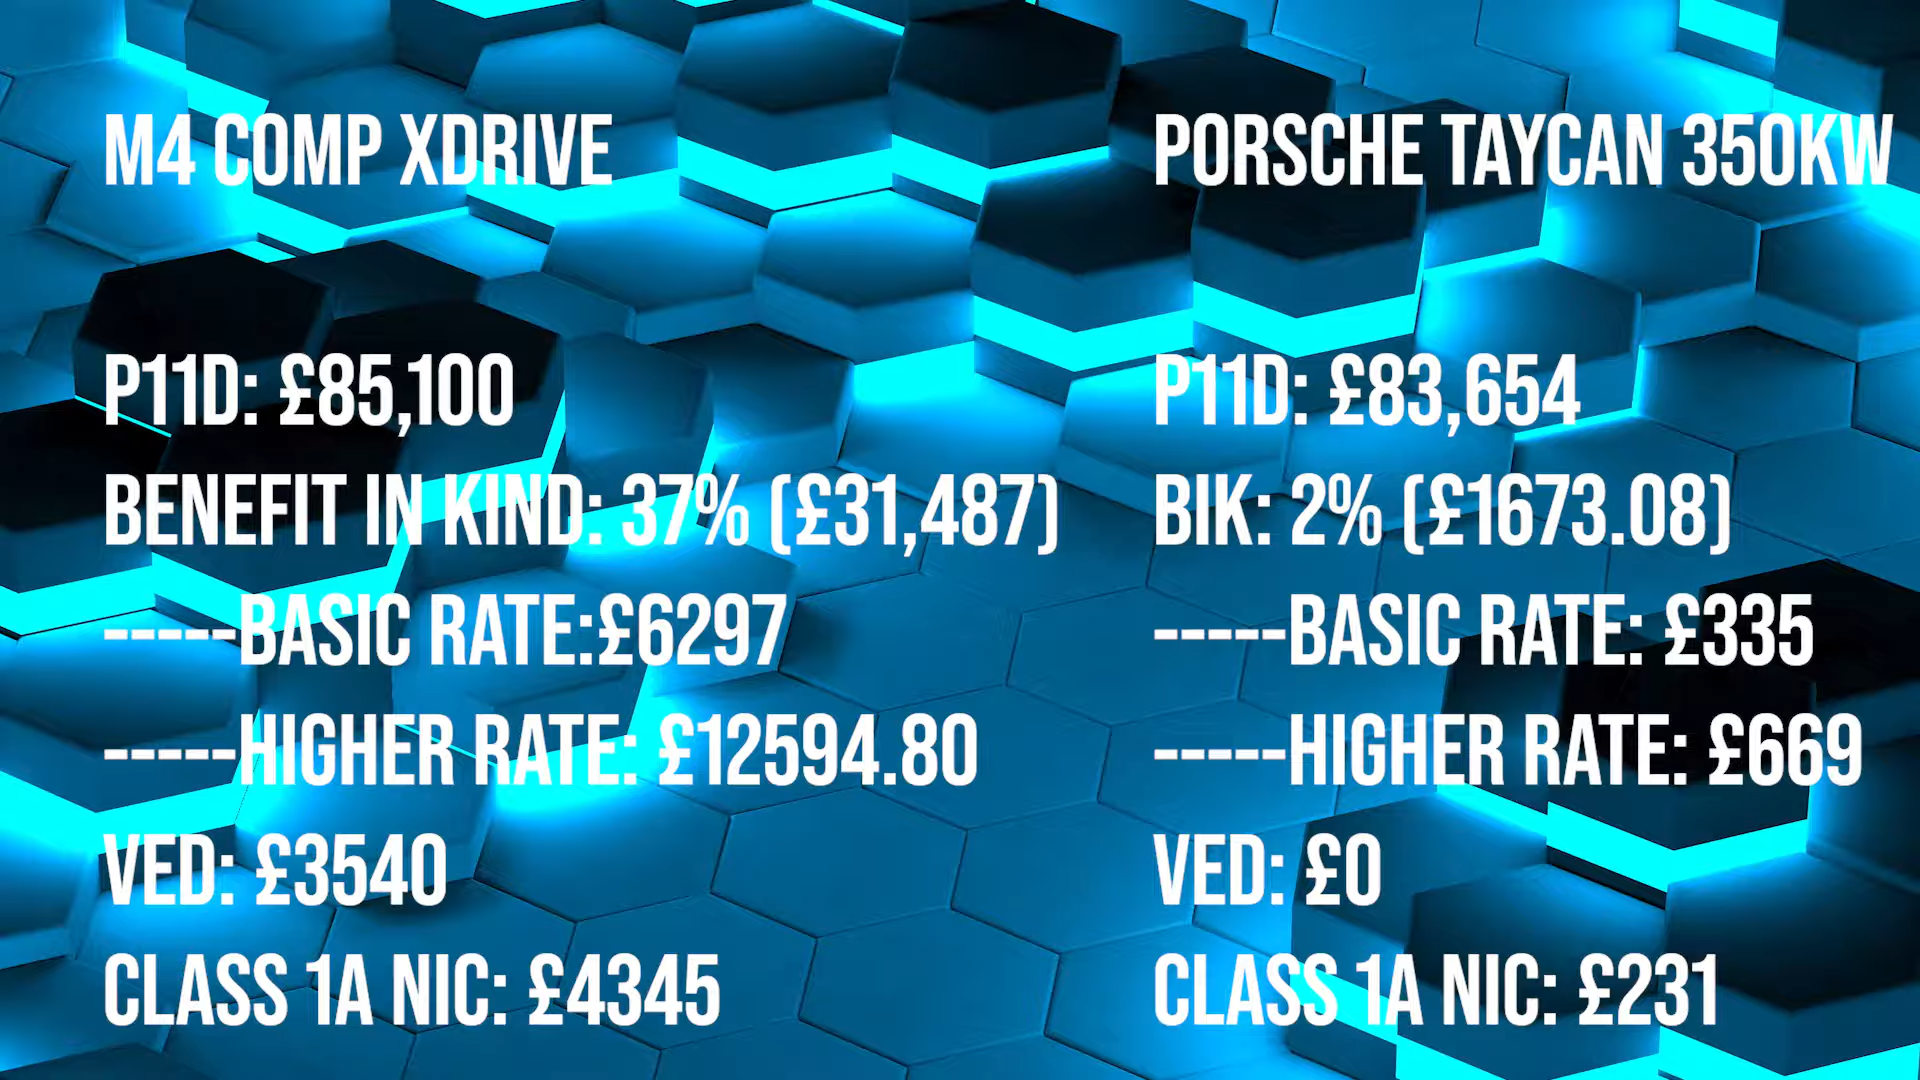 M4 COMP XDRIVE
P11D: £85,100
BENEFIT IN KIND: 37% (£31,487)
-----BASIC RATE:£6297
-----HIGHER RATE: £12594.80
VED: £3540
CLASS 1A NIC: £4345
PORSCHE TAYCAN 350KW
P11D: £83,654
BIK: 2% (£1673.08)
-----BASIC RATE: £335
-----HIGHER RATE: £669
VED: £0
CLASS 1A NIC: £231